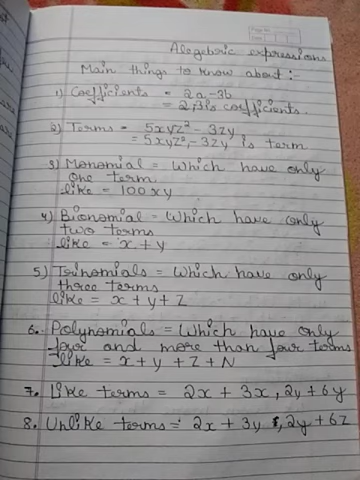 Alegebric expressions
Main things to know about :-
1) Coefficients = 2a-3b
= 2,3 is coefficients.
2) Terms = 5xyz² - 3zy
= 5xyz², -3zy is term
3) Monomial = Which have only
one term
like = 100xy
4) Bionomial = Which have only
two terms
like = x+y
5) Trinomials = Which have only
three terms
like = x+y+z
6. Polynomials = Which have only
four and more than four terms
like = x+y+z+N
7. Like terms = 2x + 3x, 2y + 6y
8. Unlike terms = 2x + 3y, 2y + 6z